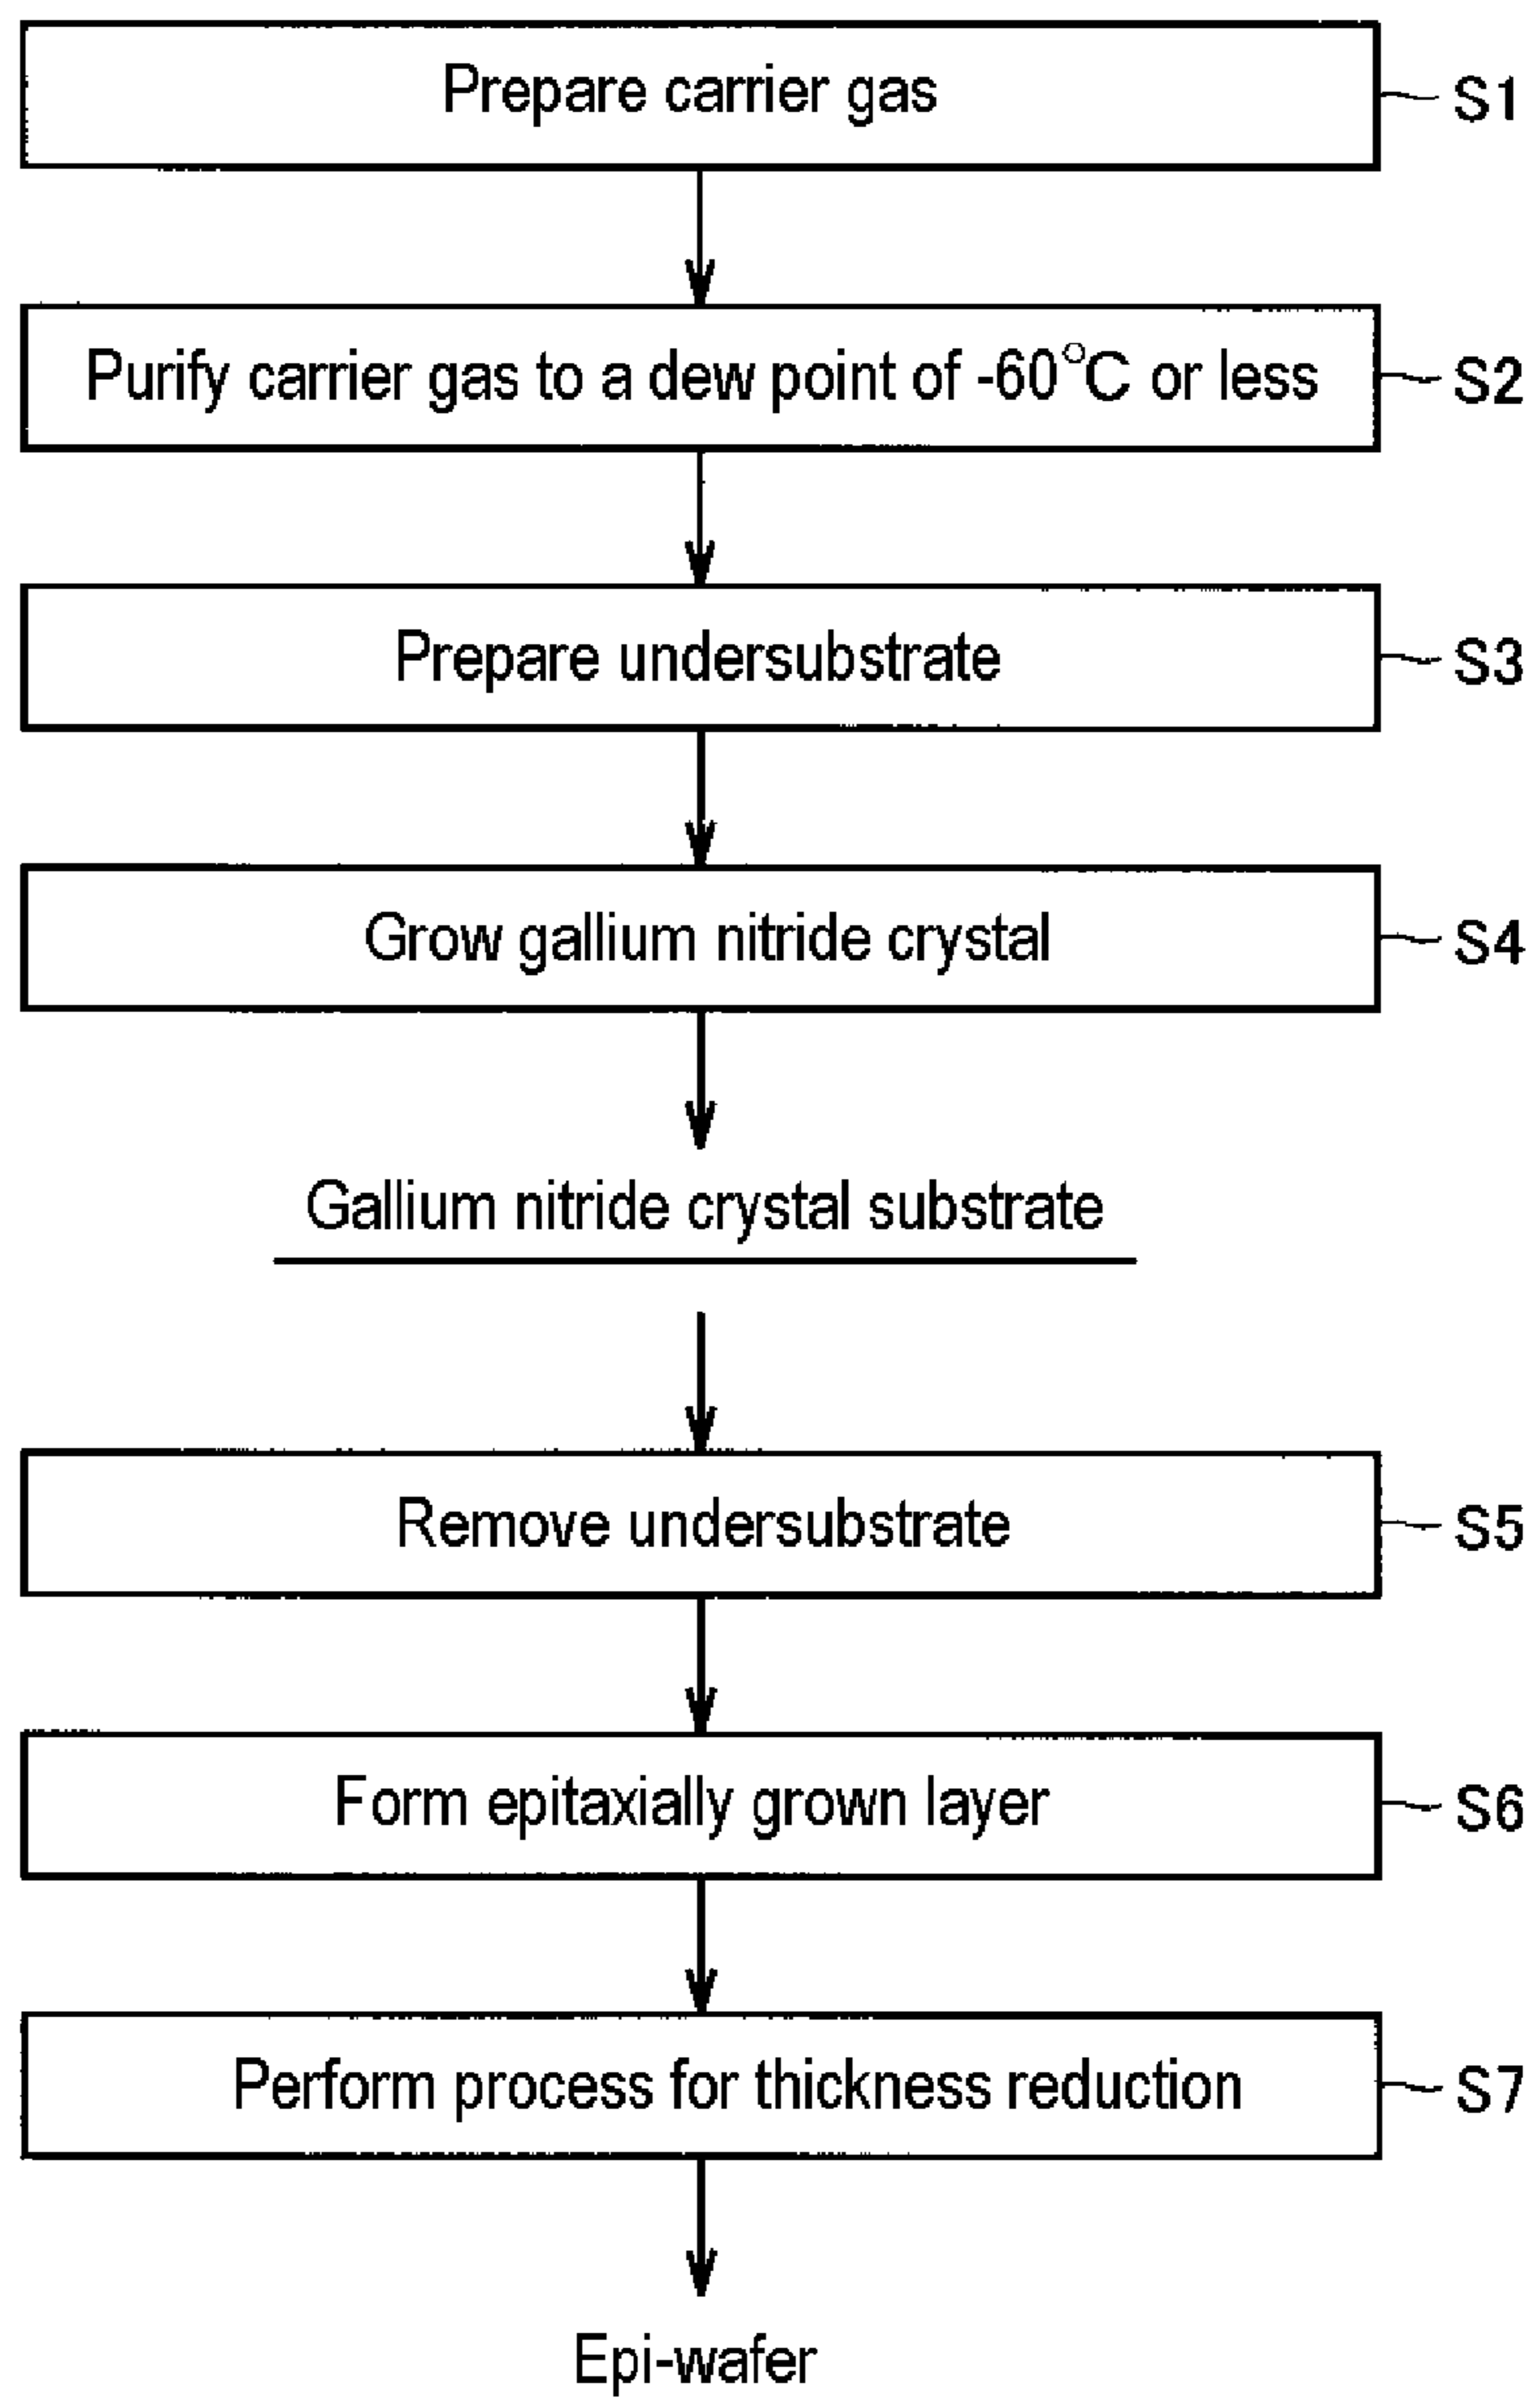 Prepare carrier gas
S1
Purify carrier gas to a dew point of -60°C or less
S2
Prepare undersubstrate
S3
Grow gallium nitride crystal
S4
Gallium nitride crystal substrate
Remove undersubstrate
S5
Form epitaxially grown layer
S6
Perform process for thickness reduction
S7
Epi-wafer